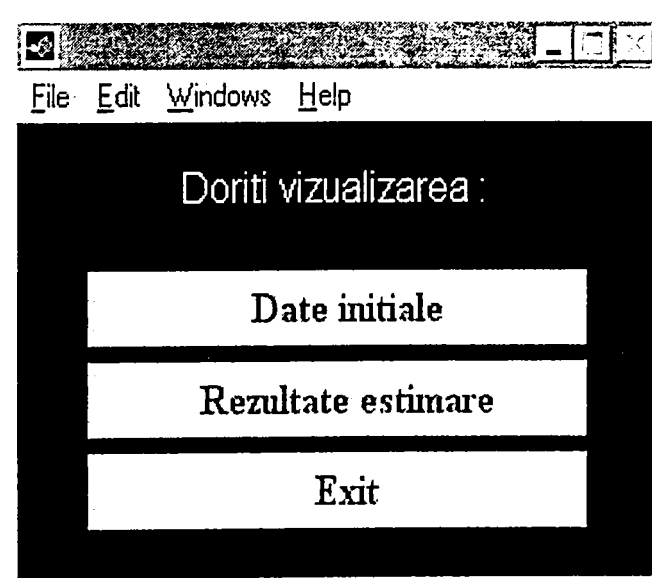 File Edit Windows Help
Doriti vizualizarea :
Date initiale
Rezultate estimare
Exit